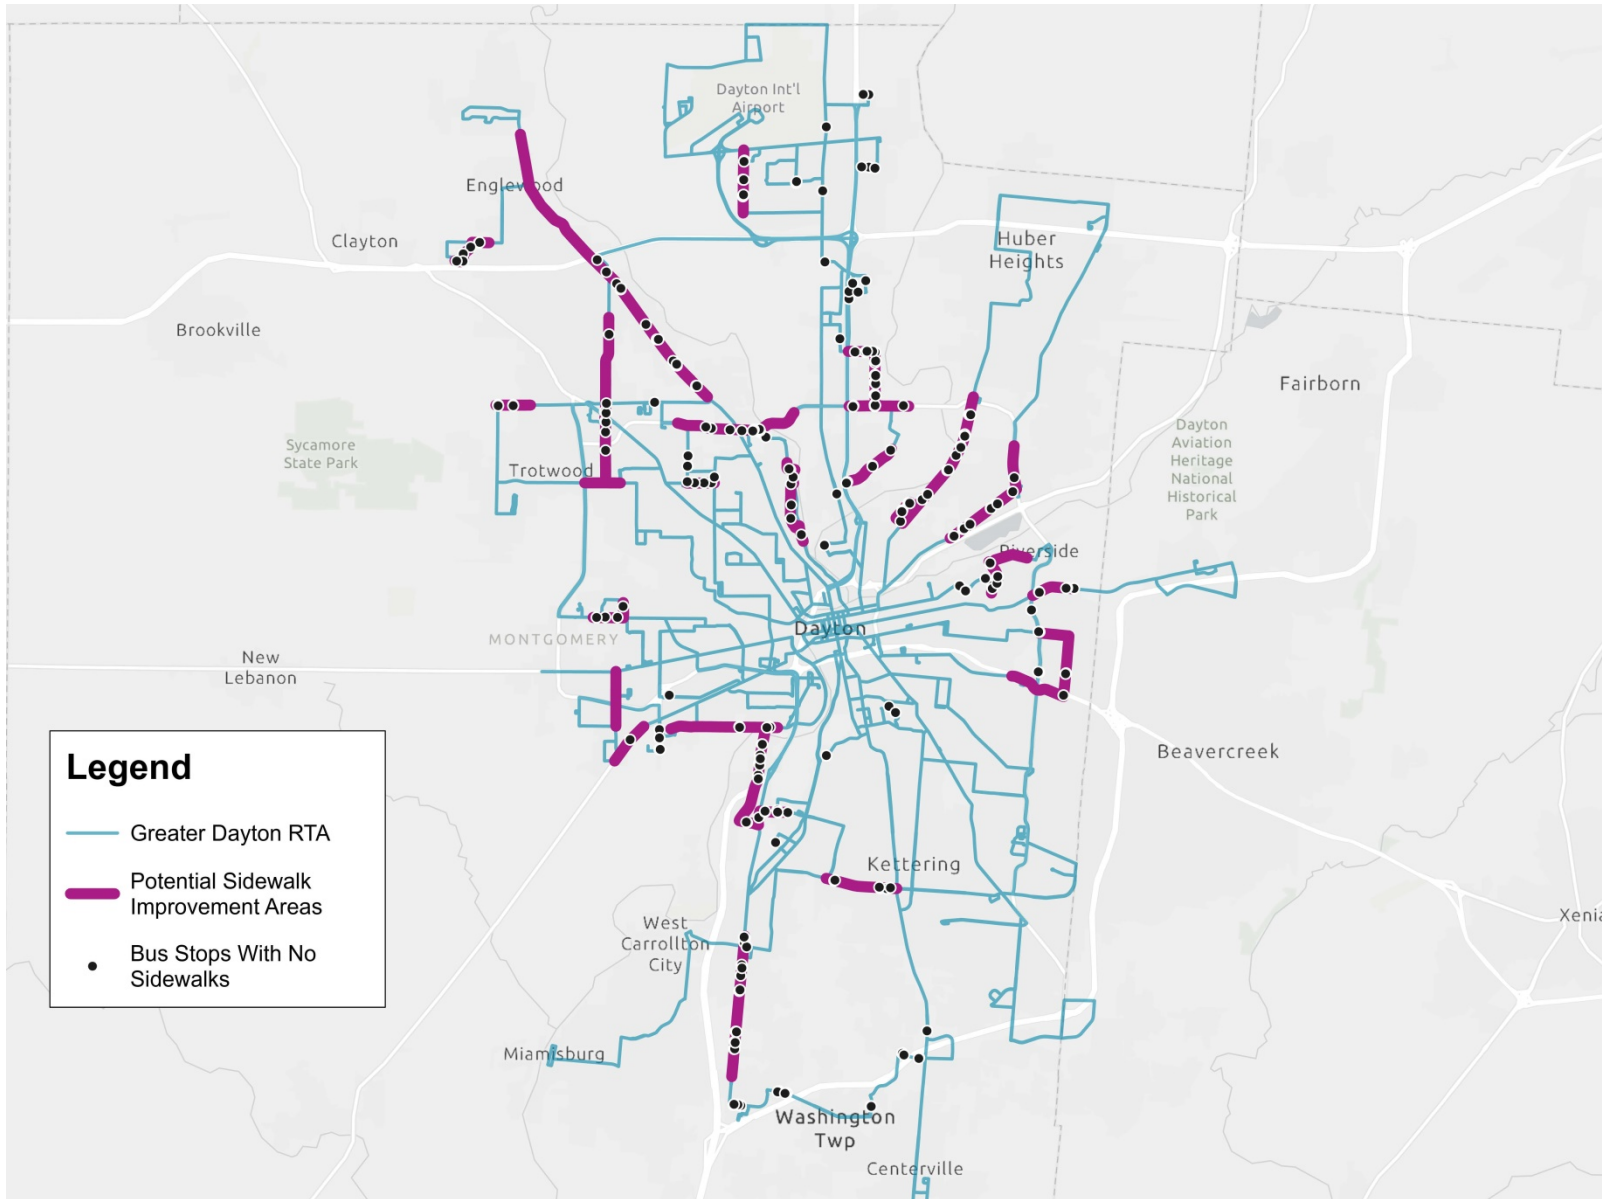 Dayton Int'l
Airport
Englewood
Clayton
Huber
Heights
Brookville
Fairborn
Sycamore
State Park
Trotwood
Dayton
Aviation
Heritage
National
Historical
Park
Riverside
Dayton
MONTGOMERY
New
Lebanon
Beavercreek
Legend
Greater Dayton RTA
Potential Sidewalk
Improvement Areas
Bus Stops With No
Sidewalks
Kettering
West
Carrollton
City
Xenia
Miamisburg
Washington
Twp
Centerville